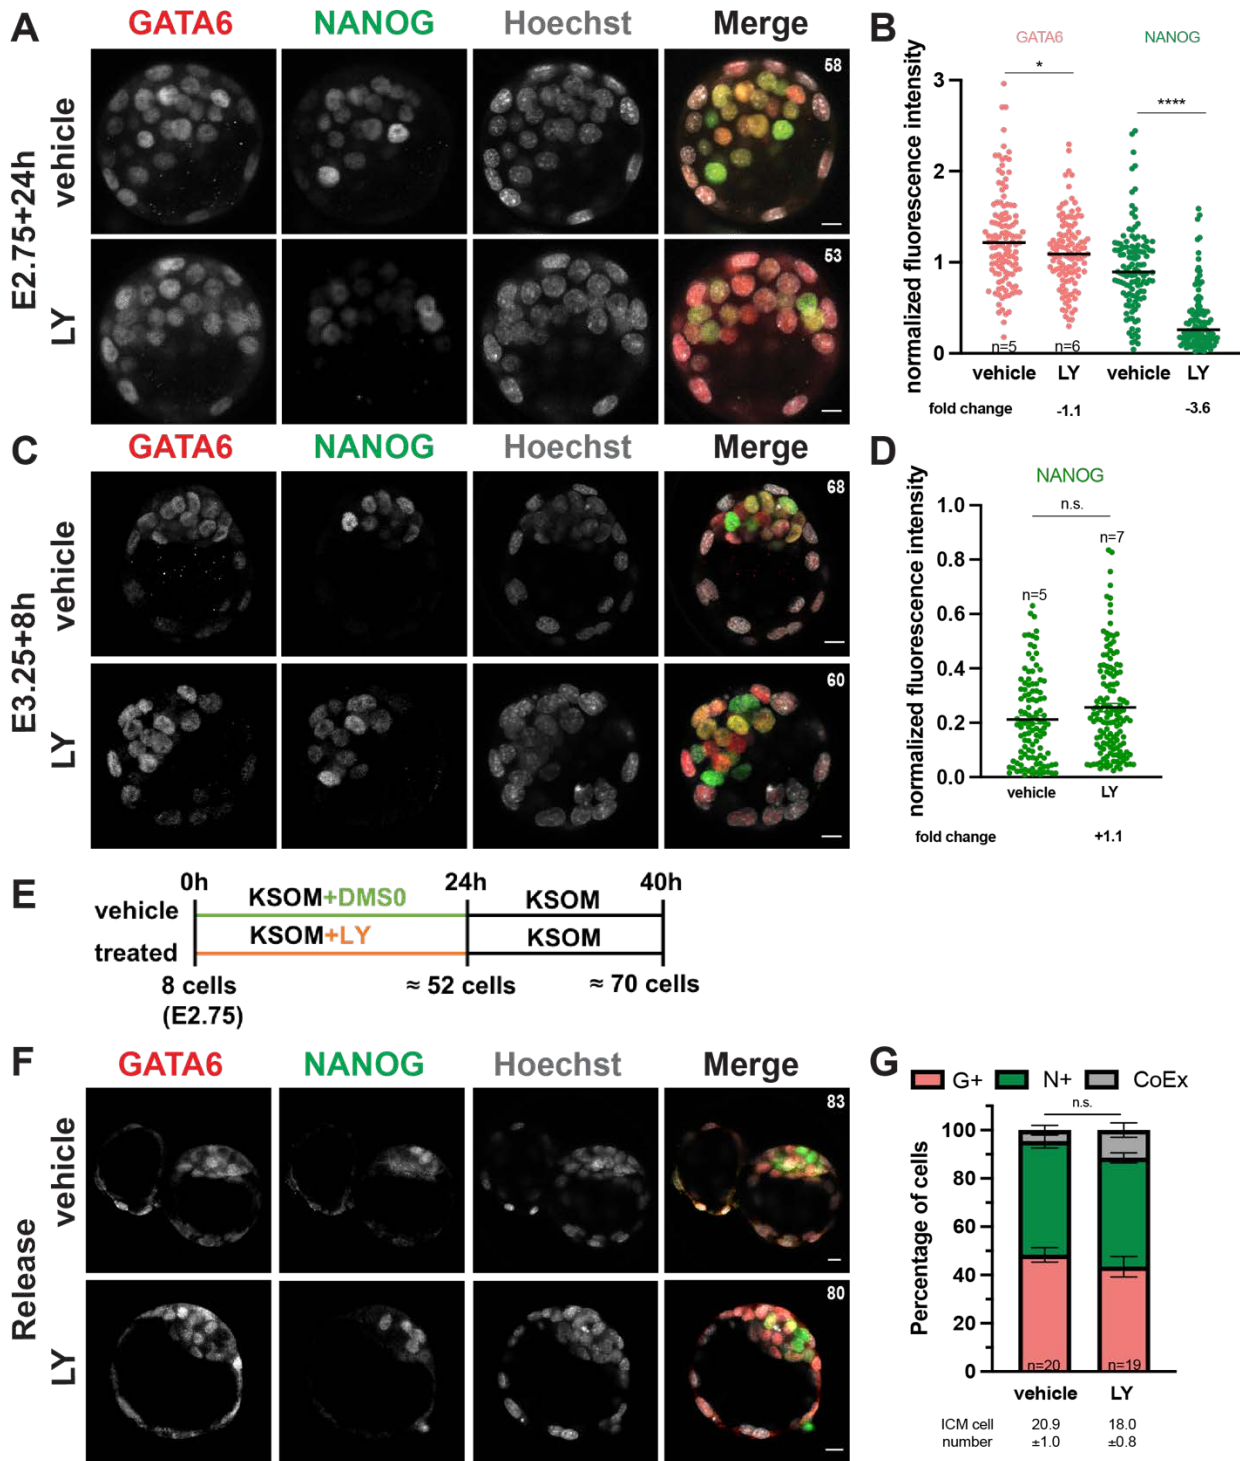 A
GATA6 NANOG Hoechst Merge
E2.75+24h
vehicle
58
LY
53
B
GATA6 NANOG
normalized fluorescence intensity
3
2
1
0
*
****
n=5 n=6
vehicle LY vehicle LY
fold change -1.1 -3.6
C
GATA6 NANOG Hoechst Merge
E3.25+8h
vehicle
68
LY
60
D
NANOG
normalized fluorescence intensity
1.0
0.8
0.6
0.4
0.2
0.0
n.s.
n=5
n=7
vehicle LY
fold change +1.1
E
0h 24h 40h
vehicle KSOM+DMS0 KSOM
treated KSOM+LY KSOM
8 cells ≈ 52 cells ≈ 70 cells
(E2.75)
F
GATA6 NANOG Hoechst Merge
Release
vehicle
83
LY
80
G
G+ N+ CoEx
n.s.
Percentage of cells
100
80
60
40
20
0
n=20 n=19
vehicle LY
ICM cell 20.9 18.0
number ±1.0 ±0.8